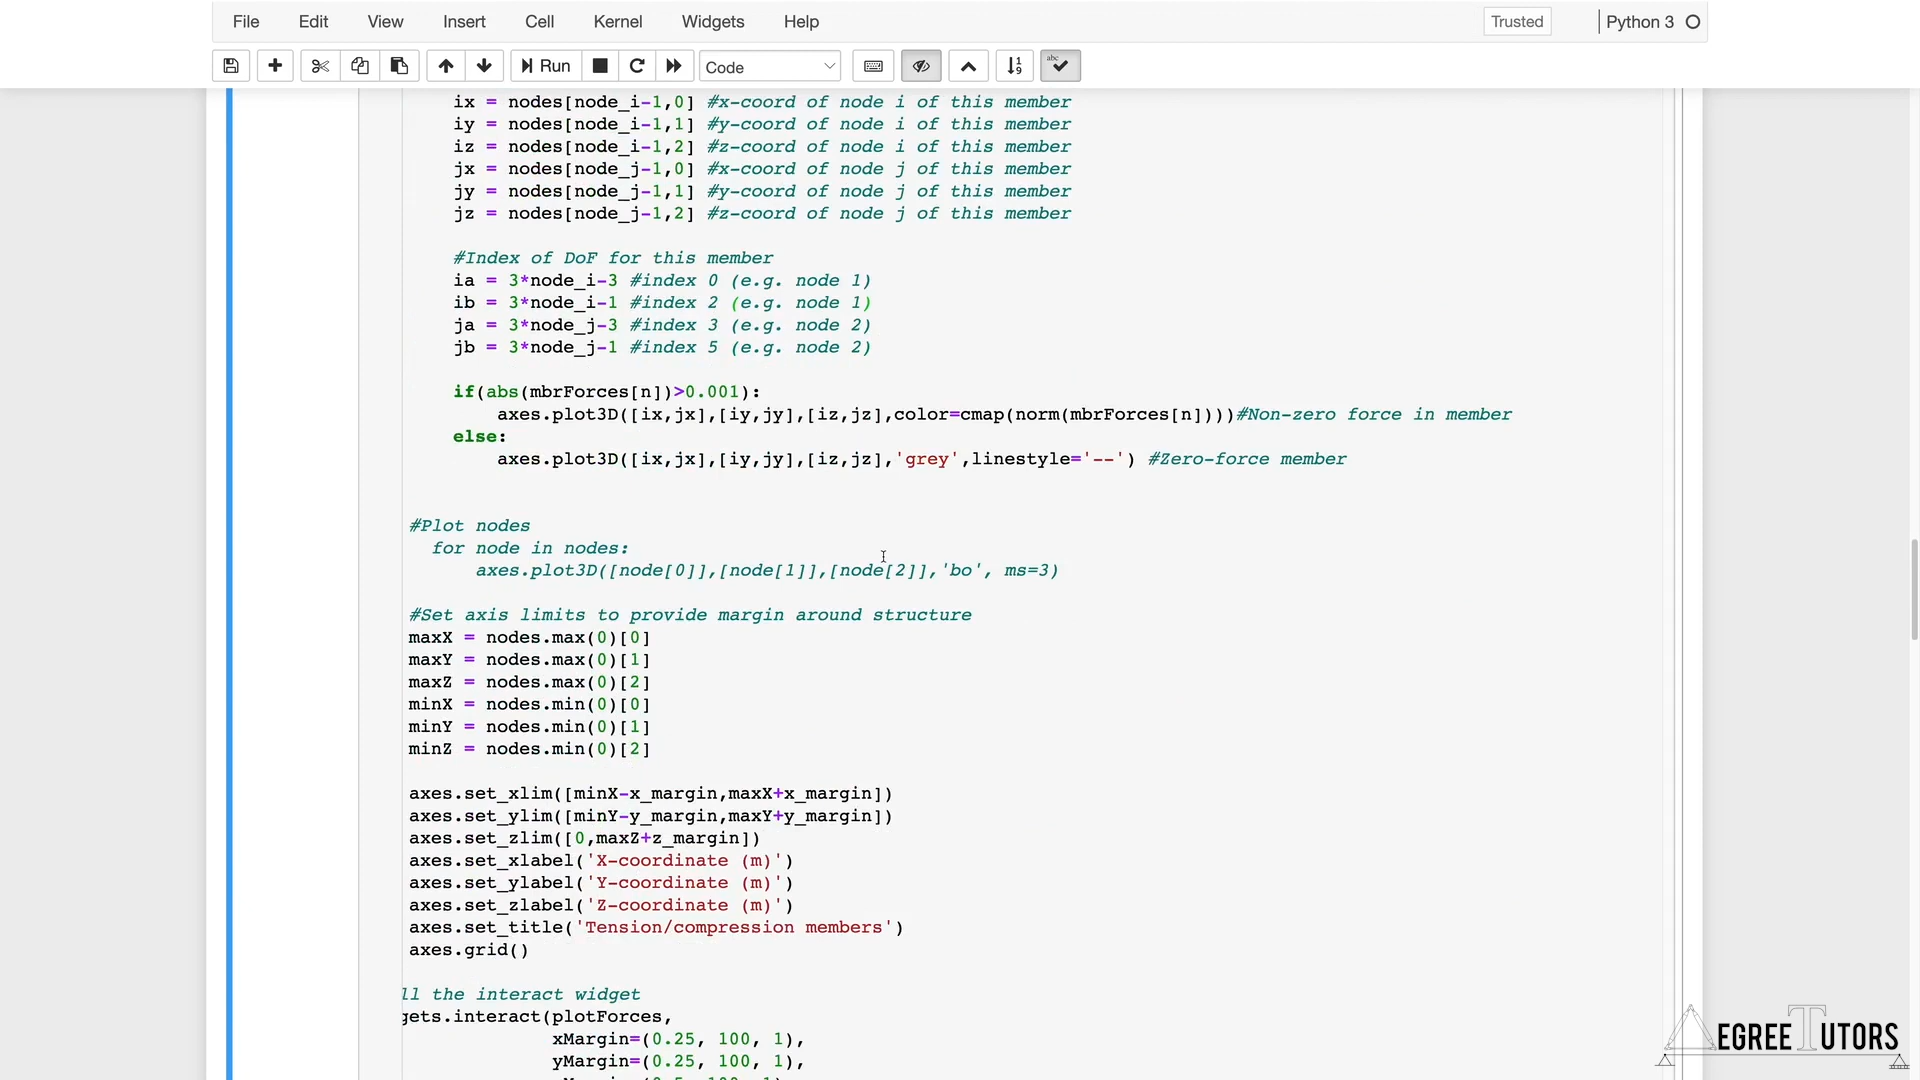 File Edit View Insert Cell Kernel Widgets Help Trusted Python 3
Run Code
ix = nodes[node_i-1,0] #x-coord of node i of this member
iy = nodes[node_i-1,1] #y-coord of node i of this member
iz = nodes[node_i-1,2] #z-coord of node i of this member
jx = nodes[node_j-1,0] #x-coord of node j of this member
jy = nodes[node_j-1,1] #y-coord of node j of this member
jz = nodes[node_j-1,2] #z-coord of node j of this member
#Index of DoF for this member
ia = 3*node_i-3 #index 0 (e.g. node 1)
ib = 3*node_i-1 #index 2 (e.g. node 1)
ja = 3*node_j-3 #index 3 (e.g. node 2)
jb = 3*node_j-1 #index 5 (e.g. node 2)
if(abs(mbrForces[n])>0.001):
axes.plot3D([ix,jx],[iy,jy],[iz,jz],color=cmap(norm(mbrForces[n])))#Non-zero force in member
else:
axes.plot3D([ix,jx],[iy,jy],[iz,jz],'grey',linestyle='--') #Zero-force member
#Plot nodes
for node in nodes:
axes.plot3D([node[0]],[node[1]],[node[2]],'bo', ms=3)
#Set axis limits to provide margin around structure
maxX = nodes.max(0)[0]
maxY = nodes.max(0)[1]
maxZ = nodes.max(0)[2]
minX = nodes.min(0)[0]
minY = nodes.min(0)[1]
minZ = nodes.min(0)[2]
axes.set_xlim([minX-x_margin,maxX+x_margin])
axes.set_ylim([minY-y_margin,maxY+y_margin])
axes.set_zlim([0,maxZ+z_margin])
axes.set_xlabel('X-coordinate (m)')
axes.set_ylabel('Y-coordinate (m)')
axes.set_zlabel('Z-coordinate (m)')
axes.set_title('Tension/compression members')
axes.grid()
ll the interact widget
gets.interact(plotForces,
xMargin=(0.25, 100, 1),
yMargin=(0.25, 100, 1),
EGREETUTORS